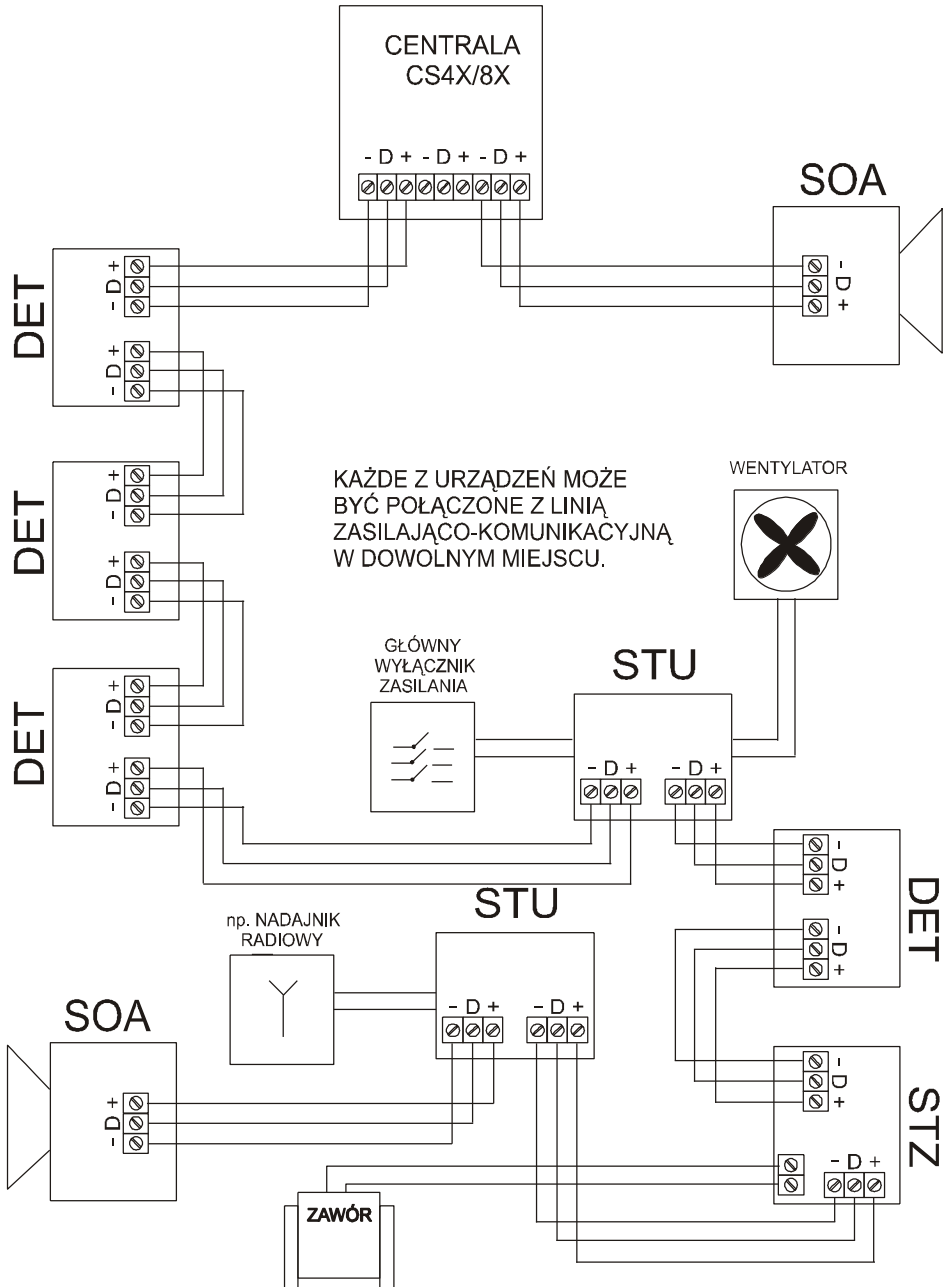 CENTRALA
CS4X/8X
- D + - D + - D +
SOA
- D +
DET
+ D -
+ D -
DET
+ D -
+ D -
DET
+ D -
+ D -
KAŻDE Z URZĄDZEŃ MOŻE
BYĆ POŁĄCZONE Z LINIĄ
ZASILAJĄCO-KOMUNIKACYJNĄ
W DOWOLNYM MIEJSCU.
WENTYLATOR
GŁÓWNY
WYŁĄCZNIK
ZASILANIA
STU
- D + - D +
DET
- D +
- D +
np. NADAJNIK
RADIOWY
STU
- D + - D +
SOA
+ D -
STZ
- D +
- D +
ZAWÓR